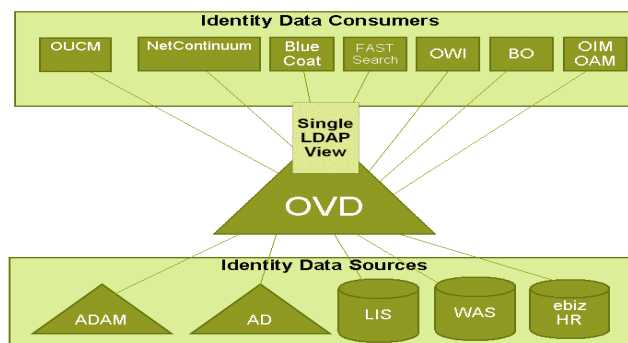 Identity Data Consumers
OUCM
NetContinuum
Blue
Coat
FAST
Search
OWI
BO
OIM
OAM
Single
LDAP
View
OVD
Identity Data Sources
ADAM
AD
LIS
WAS
ebiz
HR